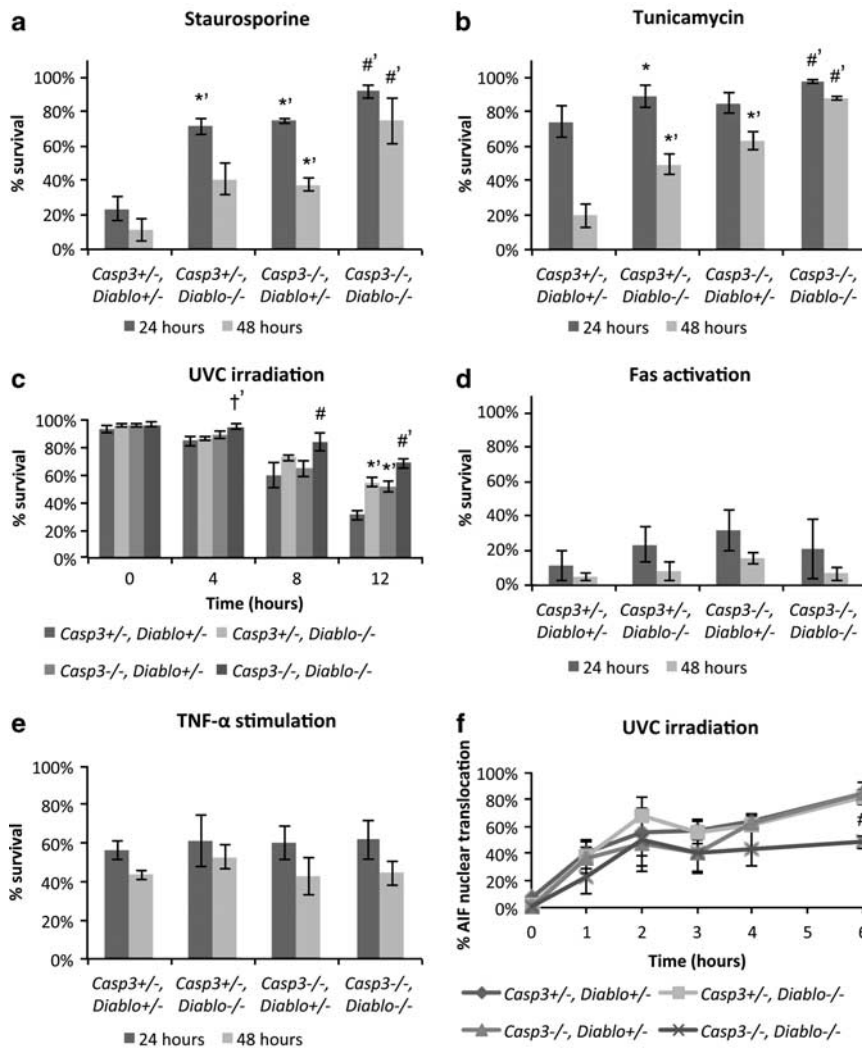 a
Staurosporine
100%
80%
60%
40%
20%
0%
% survival
*’
*’
*’
#’
#’
Casp3+/-, Diablo+/-
Casp3+/-, Diablo-/-
Casp3-/-, Diablo+/-
Casp3-/-, Diablo-/-
24 hours 48 hours
b
Tunicamycin
100%
80%
60%
40%
20%
0%
% survival
*
*’
*’
#’
#’
Casp3+/-, Diablo+/-
Casp3+/-, Diablo-/-
Casp3-/-, Diablo+/-
Casp3-/-, Diablo-/-
24 hours 48 hours
c
UVC irradiation
100%
80%
60%
40%
20%
0%
% survival
†’
#
*’ *’
#’
0 4 8 12
Time (hours)
Casp3+/-, Diablo+/- Casp3+/-, Diablo-/-
Casp3-/-, Diablo+/- Casp3-/-, Diablo-/-
d
Fas activation
100%
80%
60%
40%
20%
0%
% survival
Casp3+/-, Diablo+/-
Casp3+/-, Diablo-/-
Casp3-/-, Diablo+/-
Casp3-/-, Diablo-/-
24 hours 48 hours
e
TNF-α stimulation
100%
80%
60%
40%
20%
0%
% survival
Casp3+/-, Diablo+/-
Casp3+/-, Diablo-/-
Casp3-/-, Diablo+/-
Casp3-/-, Diablo-/-
24 hours 48 hours
f
UVC irradiation
100%
80%
60%
40%
20%
0%
% AIF nuclear translocation
#
0 1 2 3 4 6
Time (hours)
Casp3+/-, Diablo+/- Casp3+/-, Diablo-/-
Casp3-/-, Diablo+/- Casp3-/-, Diablo-/-